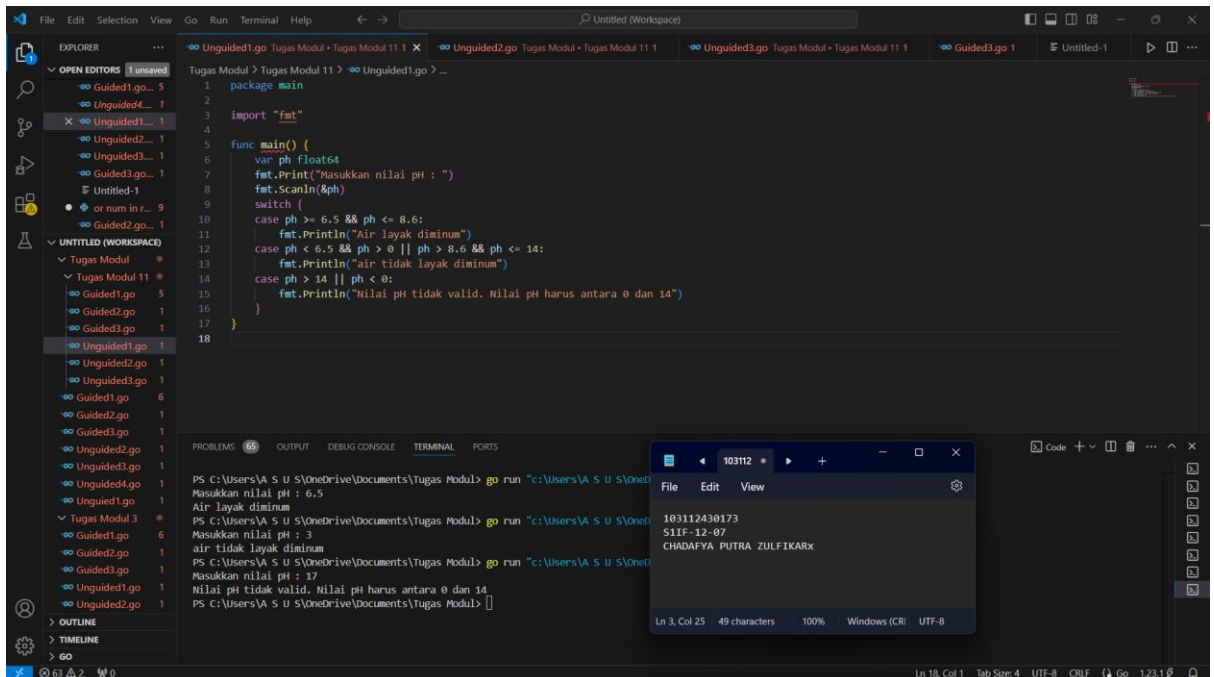 File Edit Selection View Go Run Terminal Help
Untitled (Workspace)
EXPLORER
Unguided1.go Tugas Modul • Tugas Modul 11 1
Unguided2.go Tugas Modul • Tugas Modul 11 1
Unguided3.go Tugas Modul • Tugas Modul 11 1
Guided3.go 1
Untitled-1
OPEN EDITORS 1 unsaved
Guided1.go... 5
Unguided4.... 1
Unguided1.... 1
Unguided2.... 1
Unguided3.... 1
Guided3.go... 1
Untitled-1
or num in r... 9
Guided2.go... 1
UNTITLED (WORKSPACE)
Tugas Modul
Tugas Modul 11
Guided1.go 5
Guided2.go 1
Guided3.go 1
Unguided1.go 1
Unguided2.go 1
Unguided3.go 1
Guided1.go 6
Guided2.go 1
Guided3.go 1
Unguided2.go 1
Unguided3.go 1
Unguided4.go 1
Unguied1.go 1
Tugas Modul 3
Guided1.go 6
Guided2.go 1
Guided3.go 1
Unguided1.go 1
Unguided2.go 1
OUTLINE
TIMELINE
GO
Tugas Modul > Tugas Modul 11 > Unguided1.go > ...
1 package main
2
3 import "fmt"
4
5 func main() {
6 var ph float64
7 fmt.Print("Masukkan nilai pH : ")
8 fmt.Scanln(&ph)
9 switch {
10 case ph >= 6.5 && ph <= 8.6:
11 fmt.Println("Air layak diminum")
12 case ph < 6.5 && ph > 0 || ph > 8.6 && ph <= 14:
13 fmt.Println("air tidak layak diminum")
14 case ph > 14 || ph < 0:
15 fmt.Println("Nilai pH tidak valid. Nilai pH harus antara 0 dan 14")
16 }
17 }
18
PROBLEMS 65 OUTPUT DEBUG CONSOLE TERMINAL PORTS
Code
PS C:\Users\A S U S\OneDrive\Documents\Tugas Modul> go run "c:\Users\A S U S\OneD
Masukkan nilai pH : 6.5
Air layak diminum
PS C:\Users\A S U S\OneDrive\Documents\Tugas Modul> go run "c:\Users\A S U S\OneD
Masukkan nilai pH : 3
air tidak layak diminum
PS C:\Users\A S U S\OneDrive\Documents\Tugas Modul> go run "c:\Users\A S U S\OneD
Masukkan nilai pH : 17
Nilai pH tidak valid. Nilai pH harus antara 0 dan 14
PS C:\Users\A S U S\OneDrive\Documents\Tugas Modul>
103112
File Edit View
103112430173
S1IF-12-07
CHADAFYA PUTRA ZULFIKARx
Ln 3, Col 25 49 characters 100% Windows (CRI UTF-8
63 2 0
Ln 18, Col 1 Tab Size: 4 UTF-8 CRLF Go 1.23.1